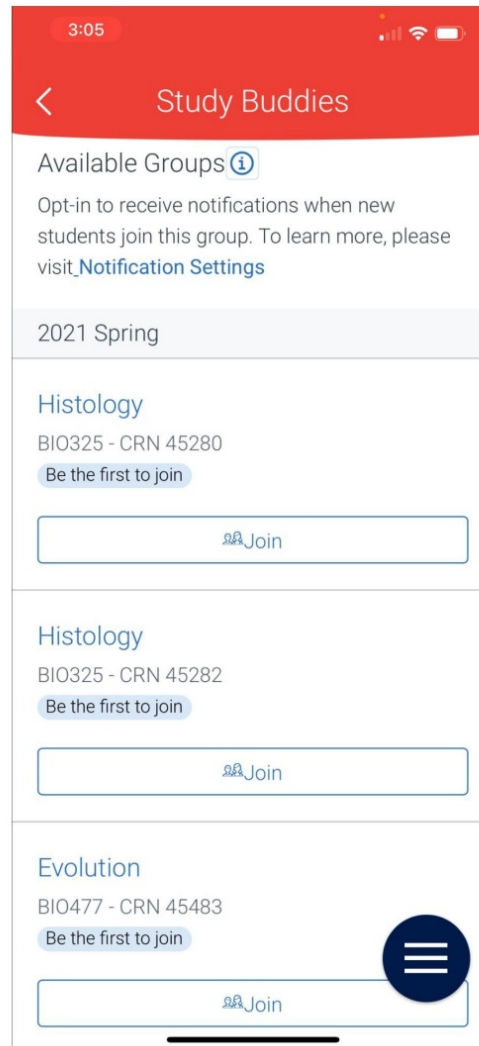 3:05
Study Buddies
Available Groups
Opt-in to receive notifications when new
students join this group. To learn more, please
visit Notification Settings
2021 Spring
Histology
BIO325 - CRN 45280
Be the first to join
Join
Histology
BIO325 - CRN 45282
Be the first to join
Join
Evolution
BIO477 - CRN 45483
Be the first to join
Join